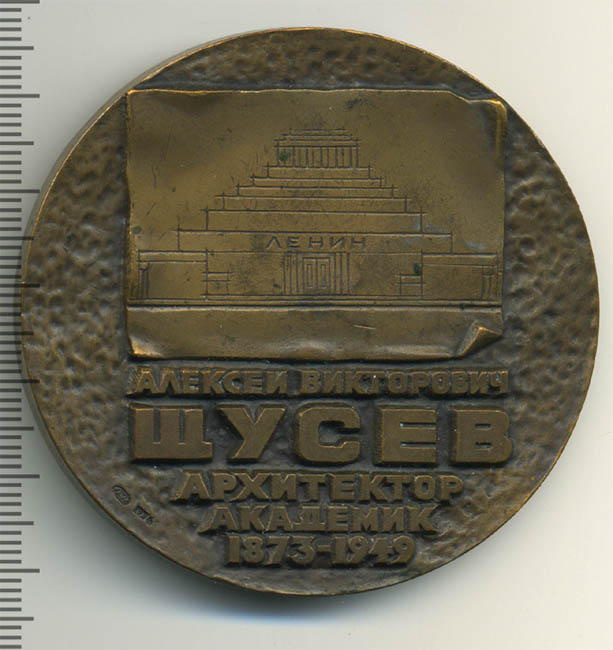 ЛЕНИН
АЛЕКСЕЙ ВИКТОРОВИЧ
ЩУСЕВ
АРХИТЕКТОР
АКАДЕМИК
1873-1949